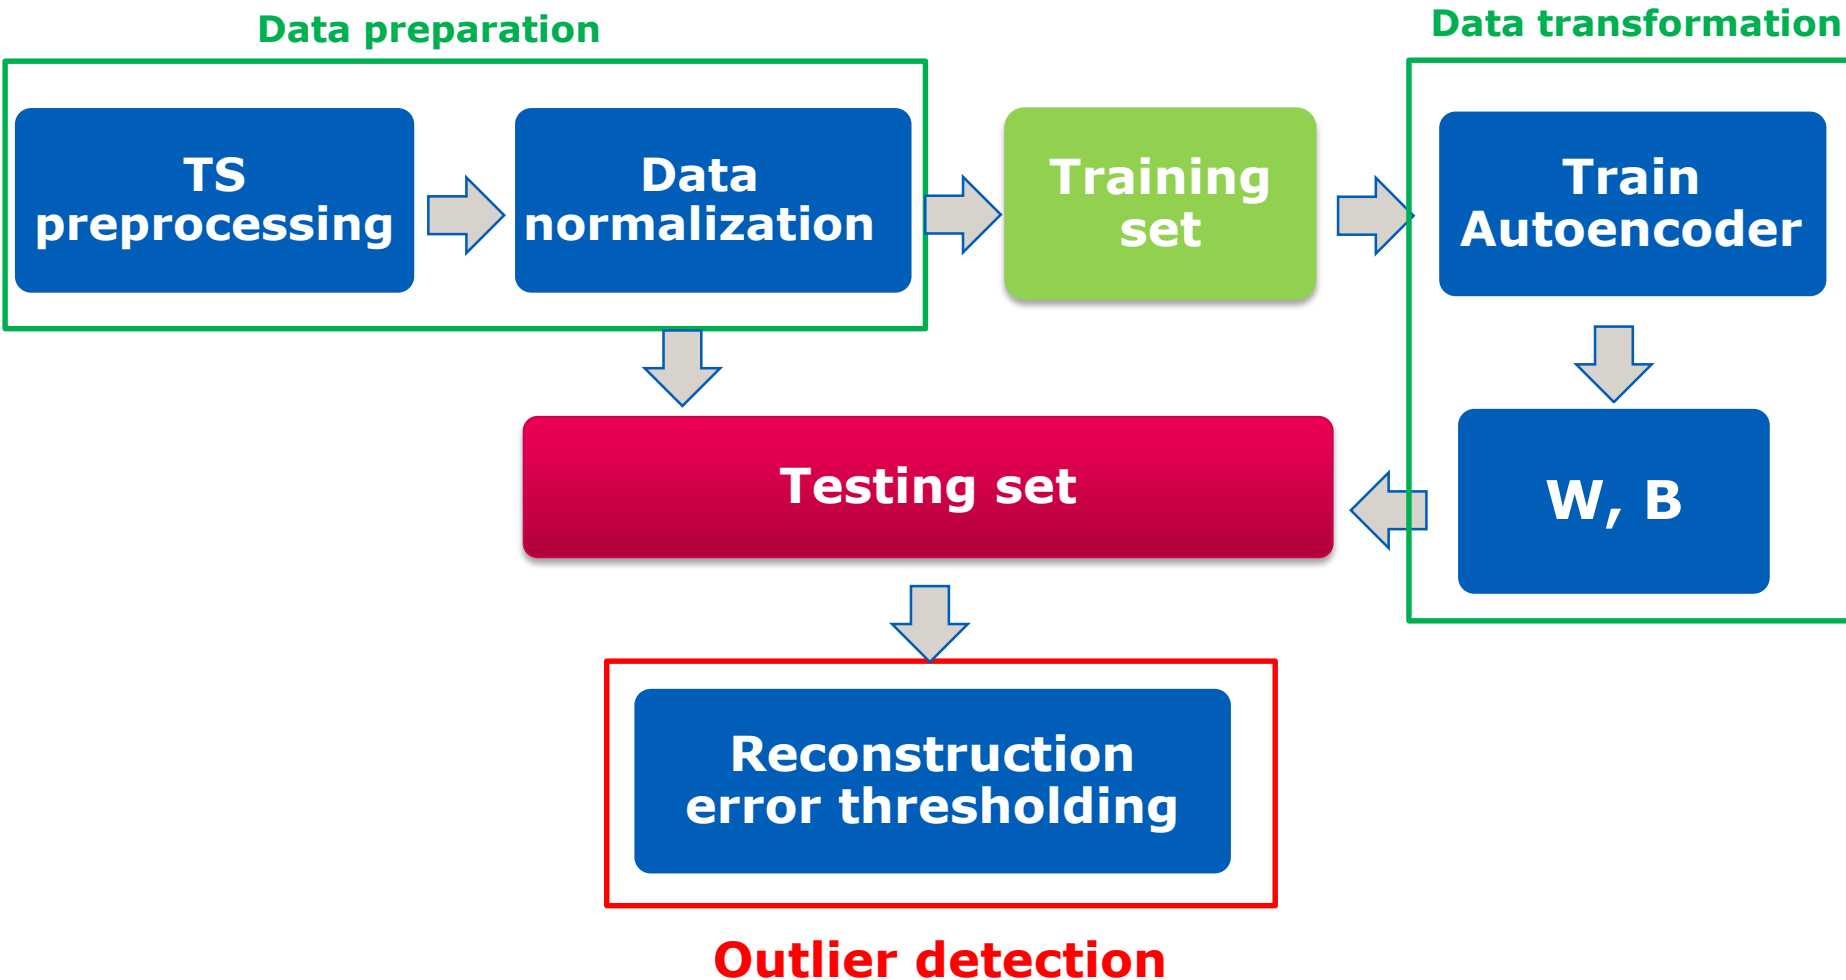 Data preparation
Data transformation
TS
preprocessing
Data
normalization
Training
set
Train
Autoencoder
Testing set
W, B
Reconstruction
error thresholding
Outlier detection